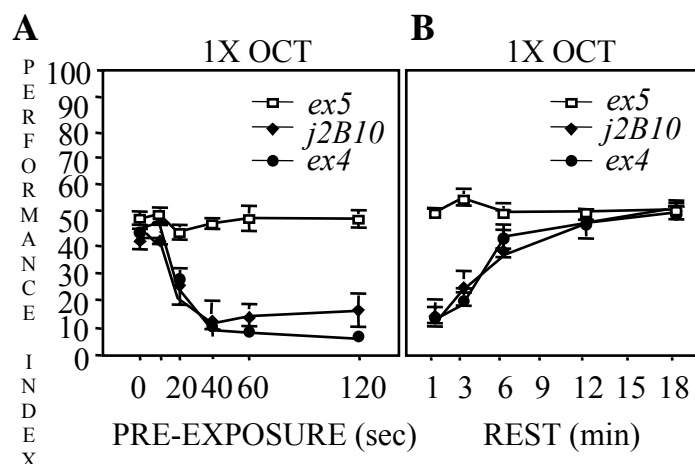 A
1X OCT
PERFORMANCE INDEX
100
90
80
70
60
50
40
30
20
10
0
ex5
j2B10
ex4
0 20 40 60 120
PRE-EXPOSURE (sec)
B
1X OCT
ex5
j2B10
ex4
1 3 6 9 12 15 18
REST (min)